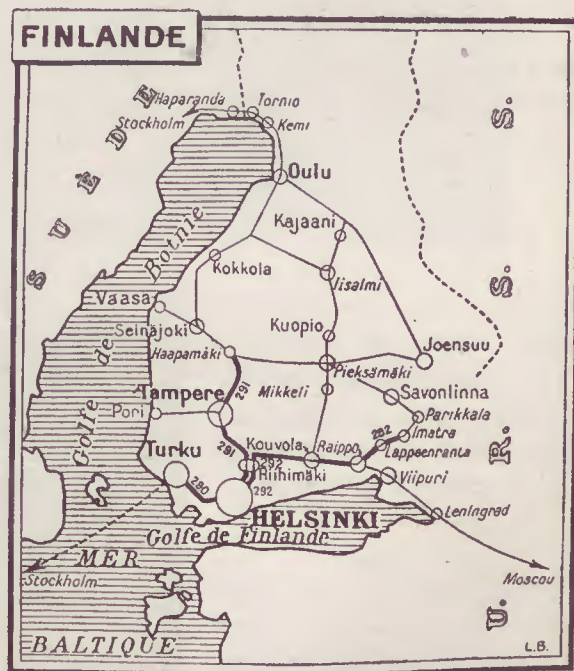 FINLANDE
SUÈDE
Haparanda
Tornio
Stockholm
Kemi
Oulu
Kajaani
Botnie
Kokkola
Iisalmi
Vaasa
Seinäjoki
Kuopio
Joensuu
Haapamäki
Pieksämäki
291
Mikkeli
Savonlinna
Tampere
Pori
Parikkala
Golfe de
Imatra
282
Lappeenranta
Raippo
Kouvola
291
292
Riihimäki
Turku
280
292
Viipuri
HELSINKI
Leningrad
Golfe de Finlande
MER
Stockholm
Moscou
BALTIQUE
U. R. S. S.
L.B.